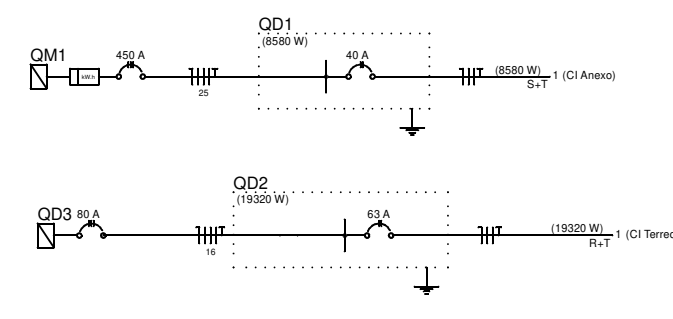 QD1
(8580 W)
QM1
450 A
40 A
kW.h
(8580 W)
1 (CI Anexo)
S+T
25
QD2
(19320 W)
QD3
80 A
63 A
(19320 W)
1 (CI Terreo
R+T
16